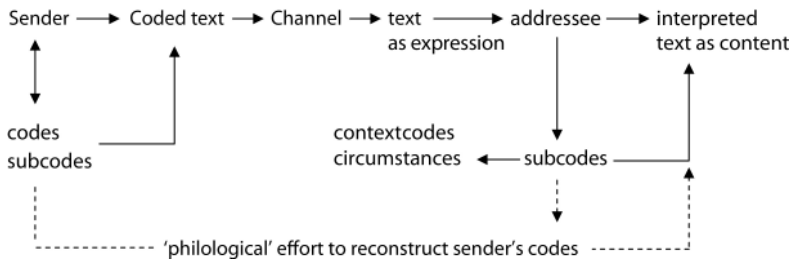 Sender Coded text Channel text addressee interpreted
as expression text as content
codes contextcodes
subcodes circumstances subcodes
'philological' effort to reconstruct sender's codes